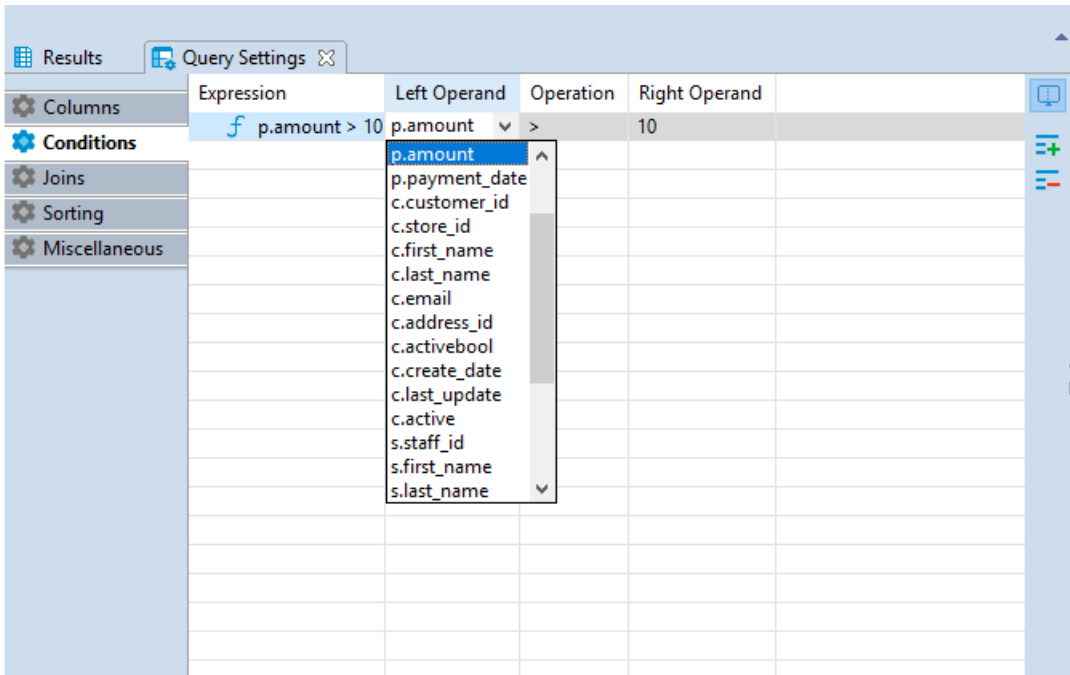 Results
Query Settings
Columns
Conditions
Joins
Sorting
Miscellaneous
Expression Left Operand Operation Right Operand
p.amount > 10 p.amount > 10
p.amount
p.payment_date
c.customer_id
c.store_id
c.first_name
c.last_name
c.email
c.address_id
c.activebool
c.create_date
c.last_update
c.active
s.staff_id
s.first_name
s.last_name